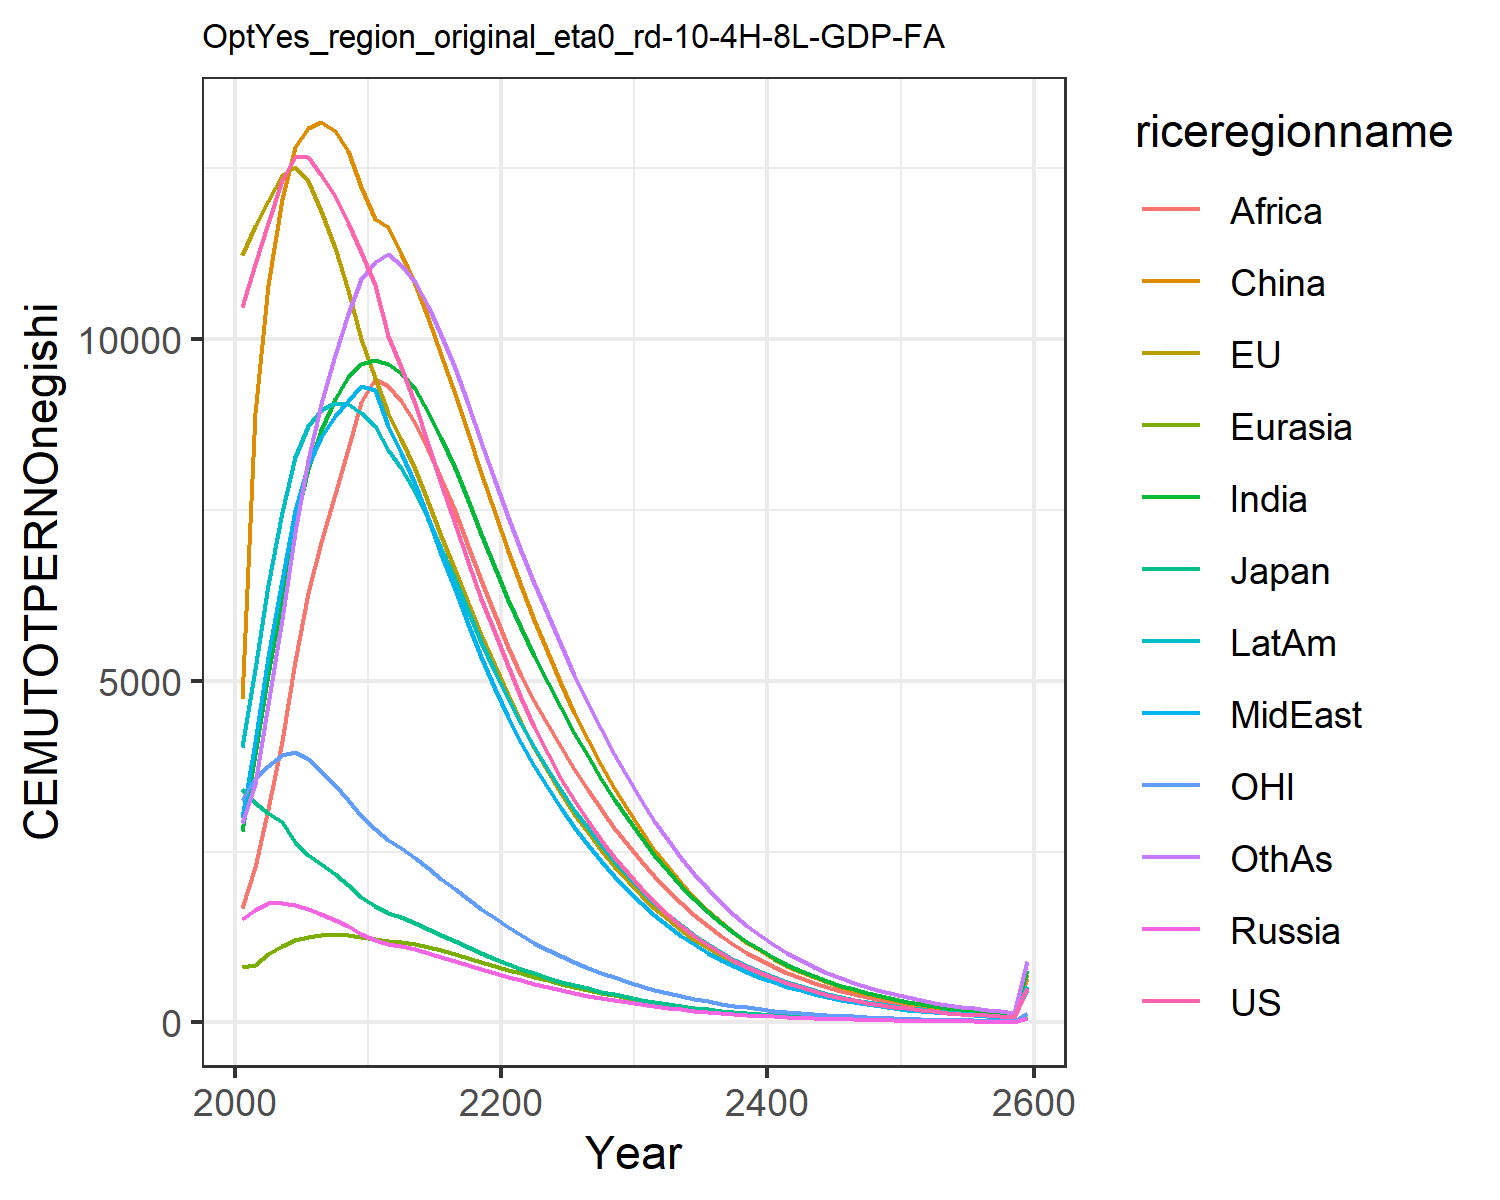 OptYes_region_original_eta0_rd-10-4H-8L-GDP-FA
CEMUTOTPERNOnegishi
10000
5000
0
2000
2200
2400
2600
Year
riceregionname
Africa
China
EU
Eurasia
India
Japan
LatAm
MidEast
OHI
OthAs
Russia
US